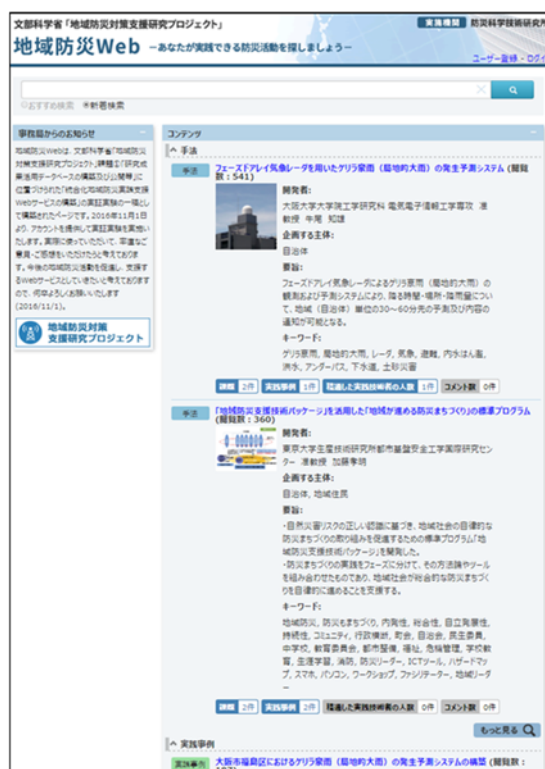 文部科学省「地域防災対策支援研究プロジェクト」
実施機関 防災科学技術研究所
地域防災Web －あなたが実践できる防災活動を探しましょう－
ユーザー登録 - ログイ
おすすめ検索 新着検索
事務局からのお知らせ
地域防災Webは、文部科学省「地域防災
対策支援研究プロジェクト」課題①「研究成
果活用データベースの構築及び公開等」に
位置づけられた「統合化地域防災実践支援
Webサービスの構築」の実証実験の一環とし
て構築されたページです。2016年11月1日
より、アカウントを提供して実証実験を実施い
たします。実際に使っていただいて、率直なご
意見・ご感想をいただけたらと考えておりま
す。今後の地域防災活動を促進し、支援す
るWebサービスとしていきたいと考えております
ので、何卒よろしくお願いいたします
(2016/11/1)。
地域防災対策
支援研究プロジェクト
コンテンツ
手法
手法 フェーズドアレイ気象レーダを用いたゲリラ豪雨（局地的大雨）の発生予測システム (閲覧
数：541)
開発者:
大阪大学大学院工学研究科 電気電子情報工学専攻 准
教授 牛尾 知雄
企画する主体:
自治体
要旨:
フェーズドアレイ気象レーダによるゲリラ豪雨（局地的大雨）の
観測および予測システムにより、降る時間・場所・降雨量につい
て、地域（自治体）単位の30～60分先の予測及び内容の
通知が可能となる。
キーワード:
ゲリラ豪雨, 局地的大雨, レーダ, 気象, 避難, 内水はん濫,
洪水, アンダーパス, 下水道, 土砂災害
課題 2件 実践事例 1件 経過した実践技術者の人数 1件 コメント数 0件
手法 「地域防災支援技術パッケージ」を活用した「地域が進める防災まちづくり」の標準プログラム
(閲覧数：360)
開発者:
東京大学生産技術研究所都市基盤安全工学国際研究セン
ター 准教授 加藤孝明
企画する主体:
自治体, 地域住民
要旨:
・自然災害リスクの正しい認識に基づき、地域社会の自律的な
防災まちづくりの取り組みを促進するための標準プログラム「地
域防災支援技術パッケージ」を開発した。
・防災まちづくりの実践をフェーズに分けて、その方法論やツール
を組み合わせたものであり、地域社会が総合的な防災まちづく
りを自律的に進めることを支援する。
キーワード:
地域防災, 防災もまちづくり, 内発性, 総合性, 自立発展性,
持続性, コミュニティ, 行政横断, 町会, 自治会, 民生委員,
中学校, 教育委員会, 都市整備, 福祉, 危機管理, 学校教
育, 生涯学習, 消防, 防災リーダー, ICTツール, ハザードマッ
プ, スマホ, パソコン, ワークショップ, ファシリテーター, 地域リーダ
ー
課題 2件 実践事例 2件 経過した実践技術者の人数 0件 コメント数 0件
もっと見る
実践事例
実践事例 大阪市福島区におけるゲリラ豪雨（局地的大雨）の発生予測システムの構築 (閲覧数：